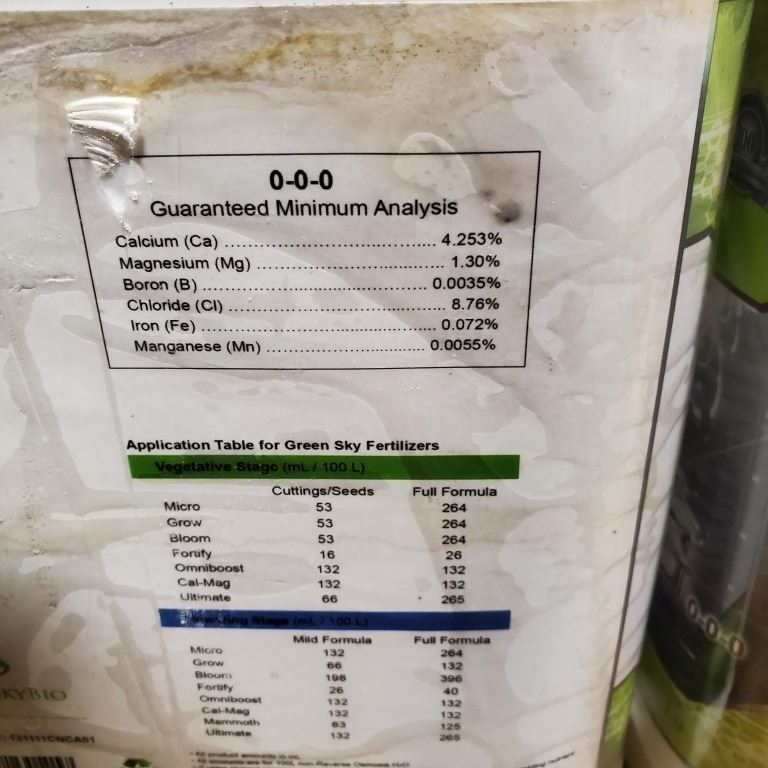 0-0-0
Guaranteed Minimum Analysis
Calcium (Ca) .................................... 4.253%
Magnesium (Mg) ................................ 1.30%
Boron (B) ...................................... 0.0035%
Chloride (Cl) ..................................... 8.76%
Iron (Fe) ........................................ 0.072%
Manganese (Mn) ........................... 0.0055%
Application Table for Green Sky Fertilizers
Vegetative Stage (mL / 100 L)
Cuttings/Seeds Full Formula
Micro 53 264
Grow 53 264
Bloom 53 264
Fortify 16 26
Omniboost 132 132
Cal-Mag 132 132
Ultimate 66 265
Stage (mL / 100 L)
Mild Formula Full Formula
Micro 132 264
Grow 66 132
Bloom 198 396
Fortify 26 40
Omniboost 132 132
Cal-Mag 132 132
Mammoth 63 125
Ultimate 132 265
KYBIO
131111CNCA51
0-0-0